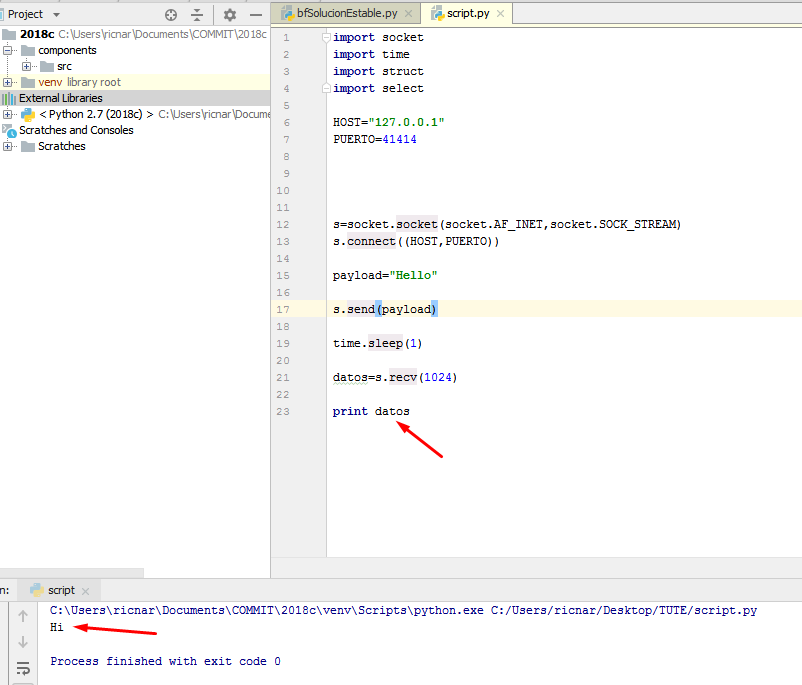 Project
bfSolucionEstable.py
script.py
2018c C:\Users\ricnar\Documents\COMMIT\2018c
components
src
venv library root
External Libraries
< Python 2.7 (2018c) > C:\Users\ricnar\Docume
Scratches and Consoles
Scratches
1 import socket
2 import time
3 import struct
4 import select
5
6 HOST="127.0.0.1"
7 PUERTO=41414
8
9
10
11
12 s=socket.socket(socket.AF_INET,socket.SOCK_STREAM)
13 s.connect((HOST,PUERTO))
14
15 payload="Hello"
16
17 s.send(payload)
18
19 time.sleep(1)
20
21 datos=s.recv(1024)
22
23 print datos
n: script
C:\Users\ricnar\Documents\COMMIT\2018c\venv\Scripts\python.exe C:/Users/ricnar/Desktop/TUTE/script.py
Hi
Process finished with exit code 0